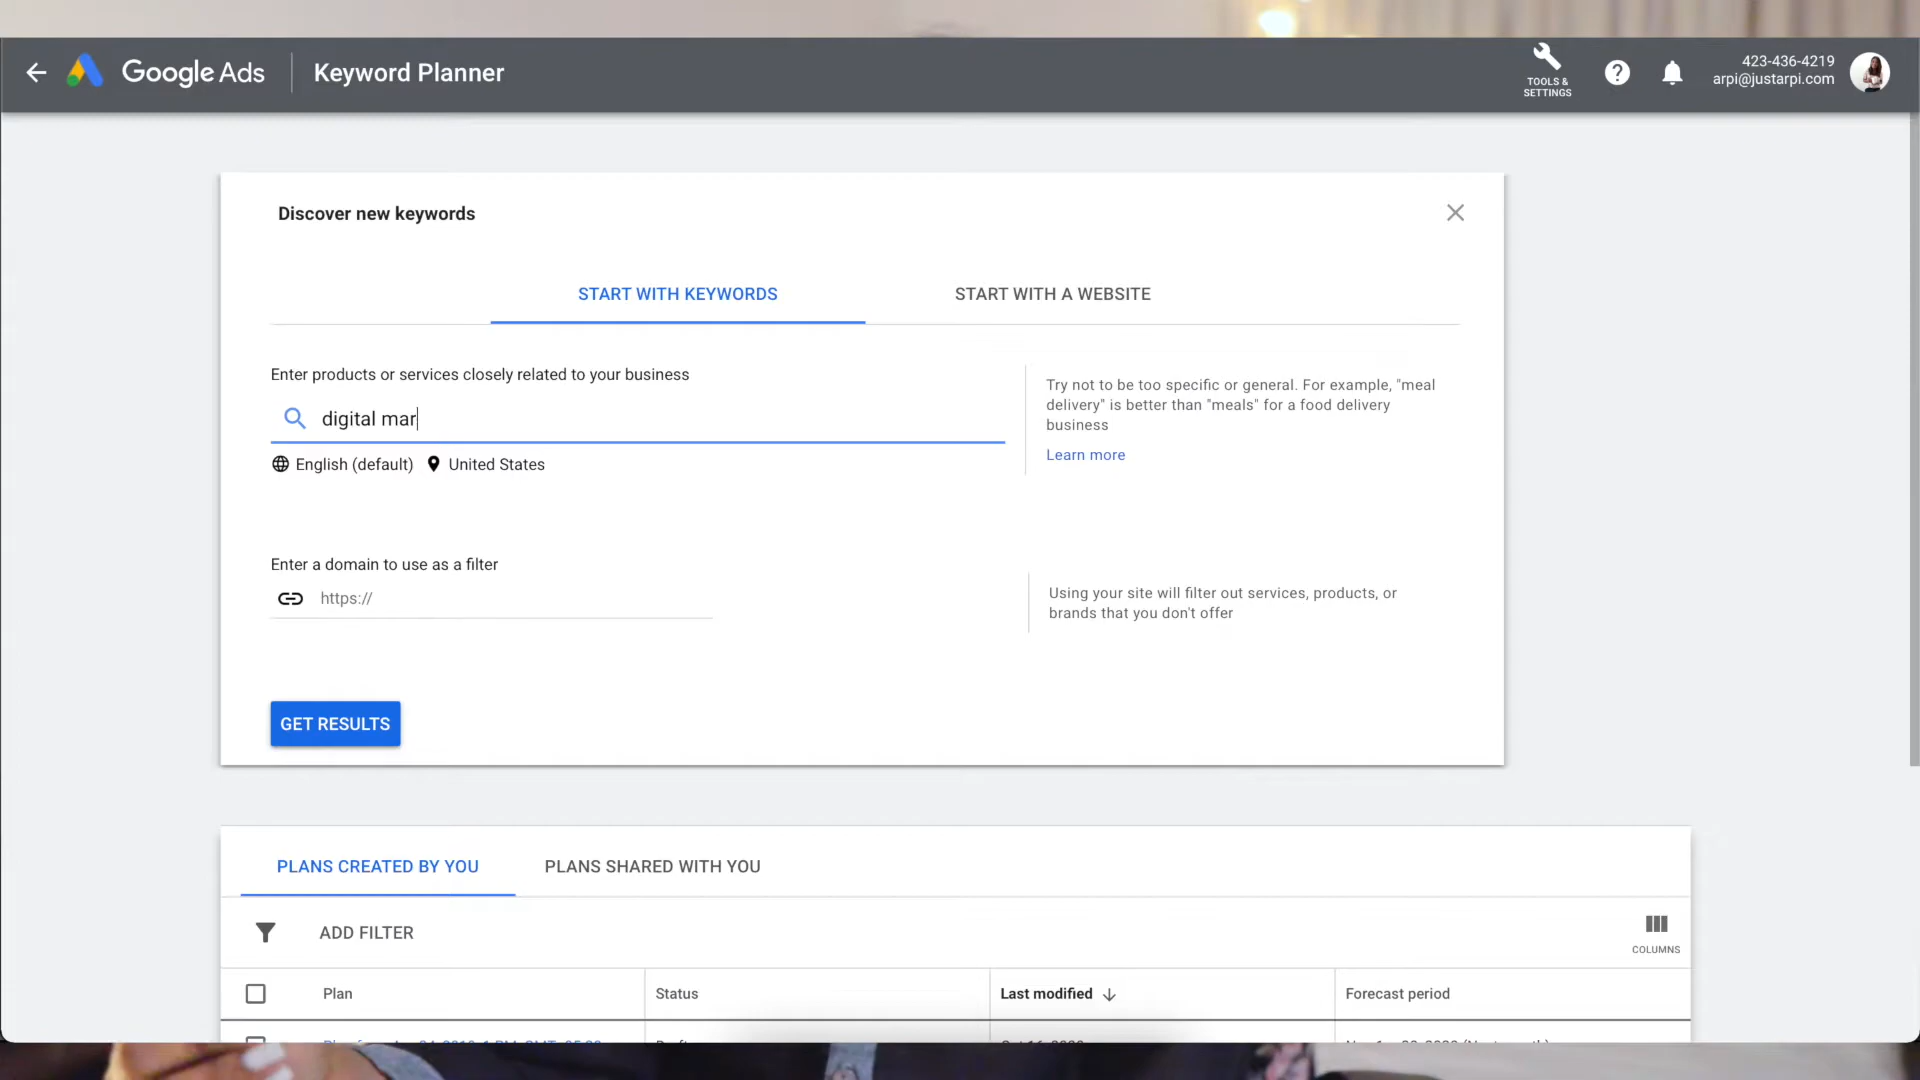 Google Ads
Keyword Planner
TOOLS &
SETTINGS
423-436-4219
arpi@justarpi.com
Discover new keywords
START WITH KEYWORDS
START WITH A WEBSITE
Enter products or services closely related to your business
digital mar
English (default)
United States
Try not to be too specific or general. For example, "meal
delivery" is better than "meals" for a food delivery
business
Learn more
Enter a domain to use as a filter
https://
Using your site will filter out services, products, or
brands that you don't offer
GET RESULTS
PLANS CREATED BY YOU
PLANS SHARED WITH YOU
ADD FILTER
COLUMNS
Plan
Status
Last modified
Forecast period